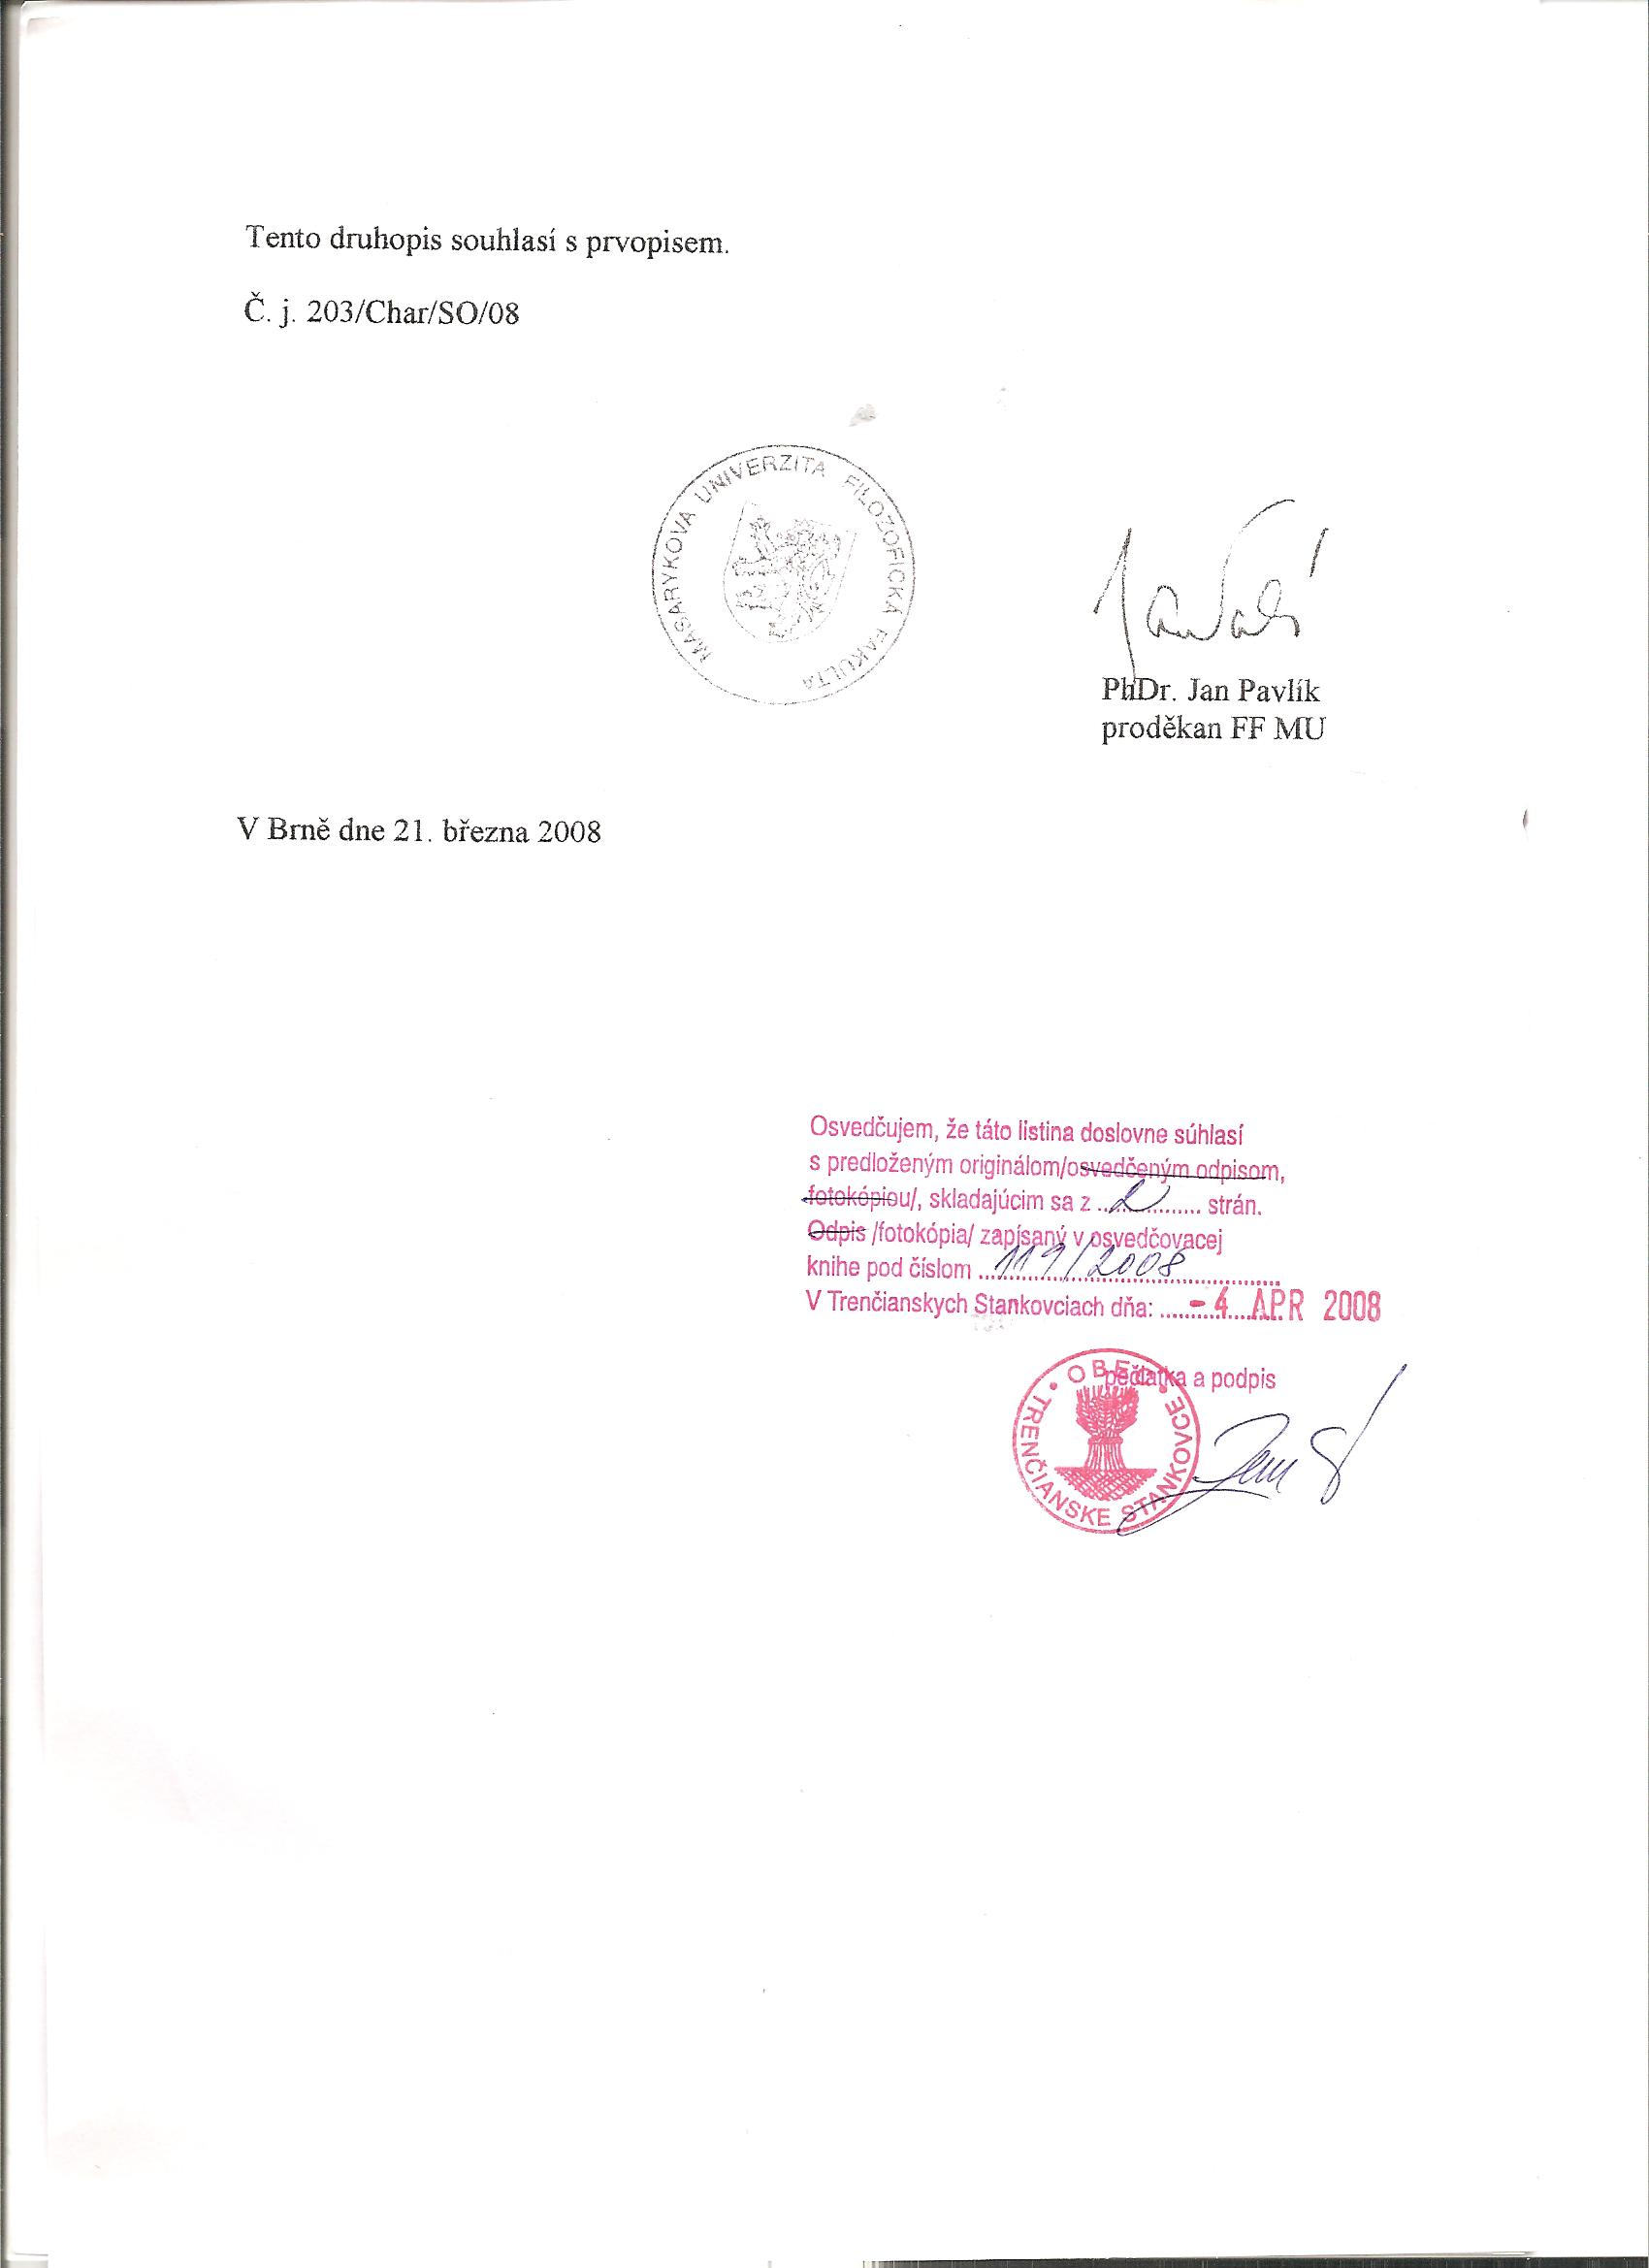 Tento druhopis souhlasí s prvopisem.
Č. j. 203/Char/SO/08
MASARYKOVA UNIVERZITA FILOZOFICKÁ FAKULTA
PhDr. Jan Pavlík
proděkan FF MU
V Brně dne 21. března 2008
Osvedčujem, že táto listina doslovne súhlasí
s predloženým originálom/osvedčeným odpisom,
fotokópiou/, skladajúcim sa z ...2... strán.
Odpis /fotokópia/ zapísaný v osvedčovacej
knihe pod číslom ...119/2008...
V Trenčianskych Stankovciach dňa: ...- 4. APR 2008
pečiatka a podpis
OBEC TRENČIANSKE STANKOVCE